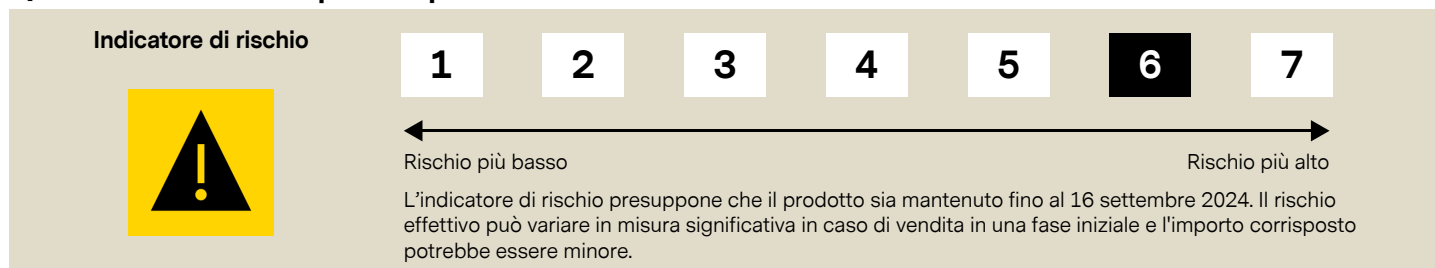 Indicatore di rischio
1 2 3 4 5 6 7
Rischio più basso Rischio più alto
L'indicatore di rischio presuppone che il prodotto sia mantenuto fino al 16 settembre 2024. Il rischio
effettivo può variare in misura significativa in caso di vendita in una fase iniziale e l'importo corrisposto
potrebbe essere minore.